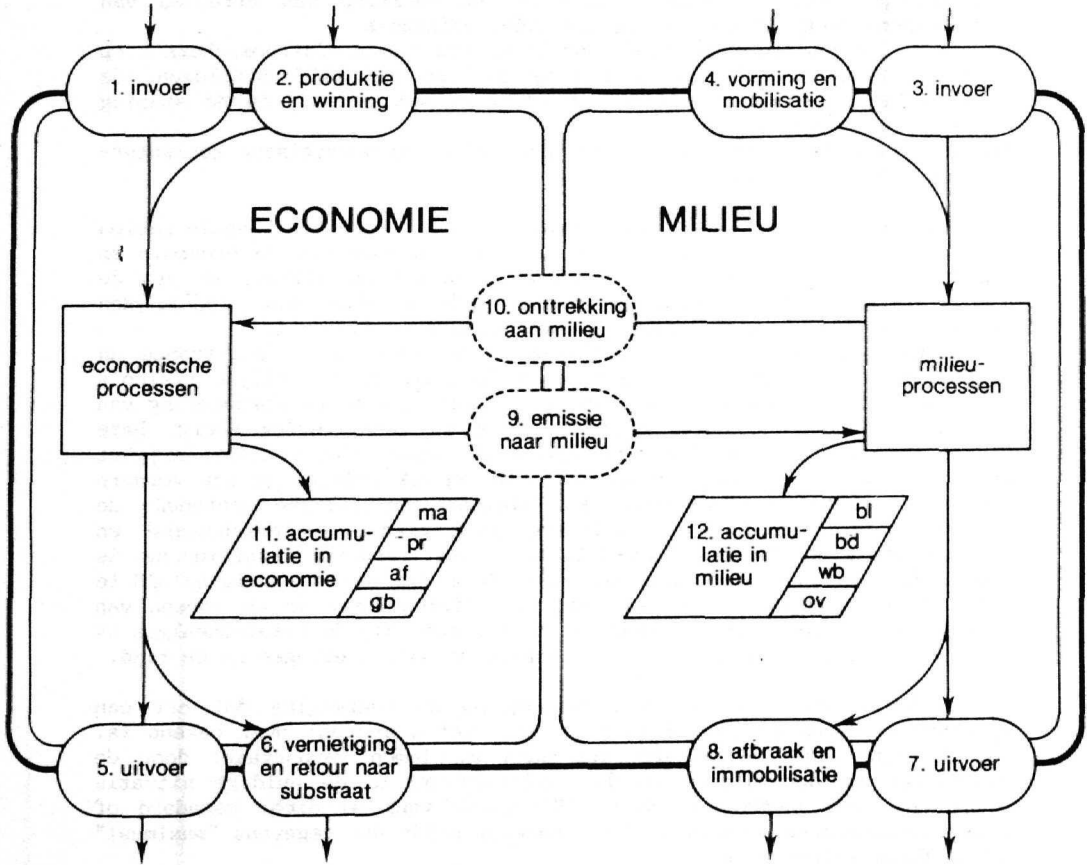 1. invoer
2. produktie
en winning
4. vorming en
mobilisatie
3. invoer
ECONOMIE
MILIEU
10. onttrekking
aan milieu
economische
processen
milieu-
processen
9. emissie
naar milieu
11. accumu-
latie in
economie
ma
pr
af
gb
12. accumu-
latie in
milieu
bl
bd
wb
ov
5. uitvoer
6. vernietiging
en retour naar
substraat
8. afbraak en
immobilisatie
7. uitvoer